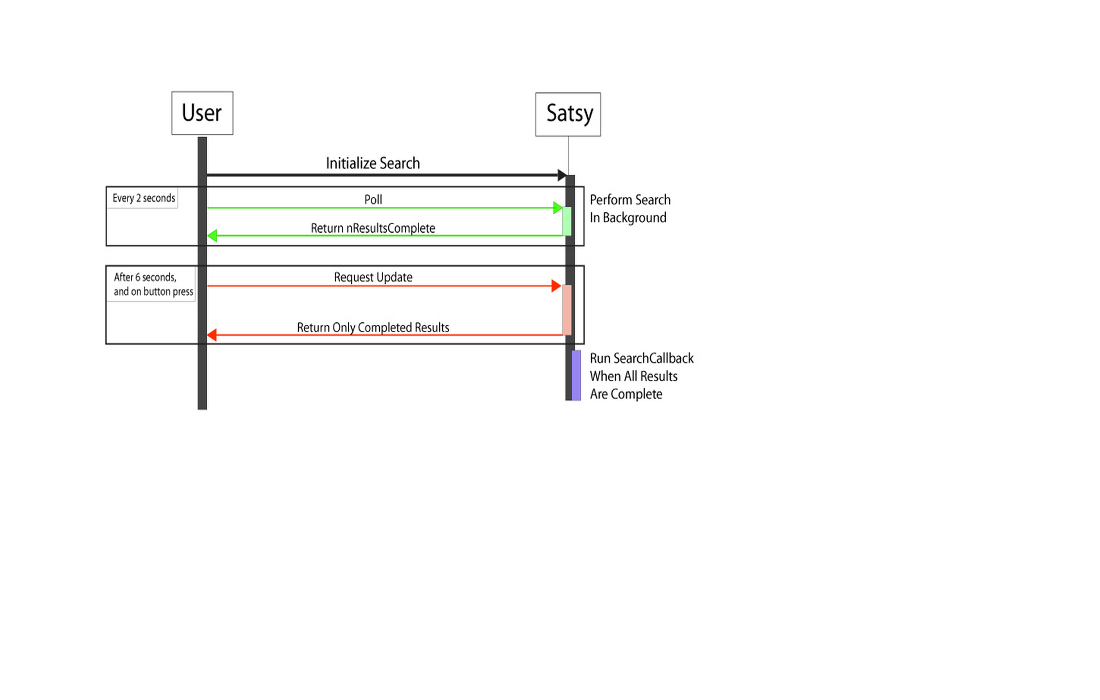 User
Satsy
Initialize Search
Every 2 seconds
Poll
Return nResultsComplete
Perform Search
In Background
After 6 seconds,
and on button press
Request Update
Return Only Completed Results
Run SearchCallback
When All Results
Are Complete